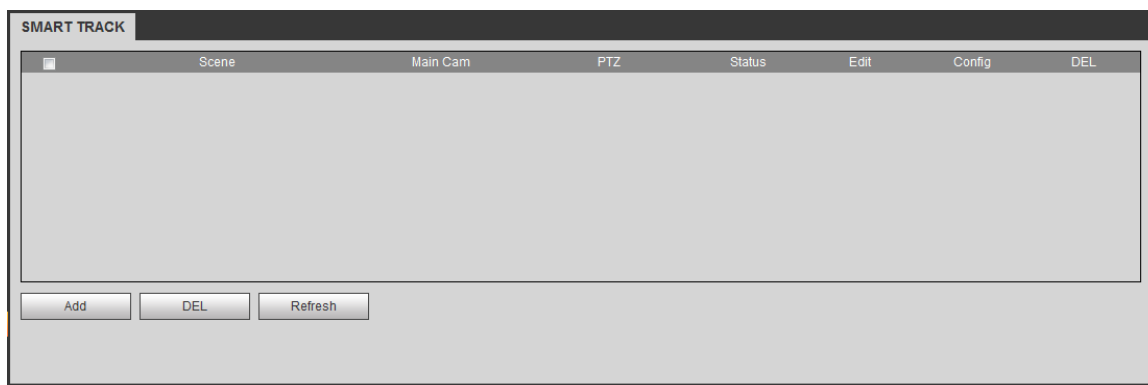 SMART TRACK
Scene Main Cam PTZ Status Edit Config DEL
Add DEL Refresh